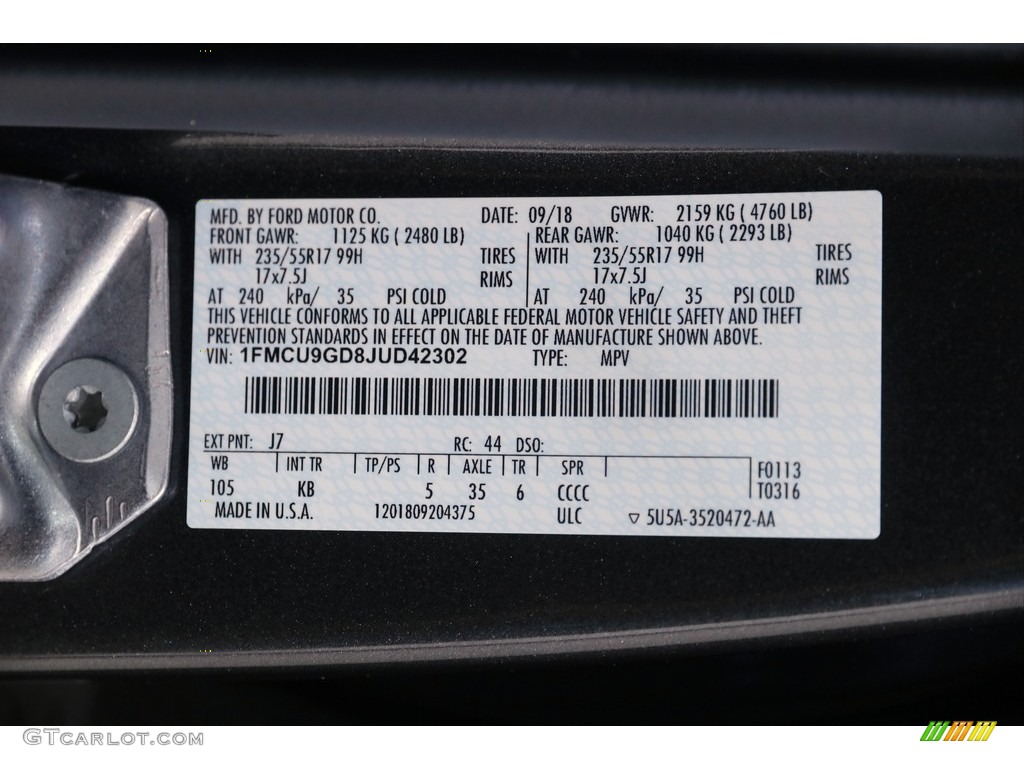 MFD. BY FORD MOTOR CO. DATE: 09/18 GVWR: 2159 KG ( 4760 LB)
FRONT GAWR: 1125 KG ( 2480 LB) REAR GAWR: 1040 KG ( 2293 LB)
WITH 235/55R17 99H TIRES WITH 235/55R17 99H TIRES
17x7.5J RIMS 17x7.5J RIMS
AT 240 kPa/ 35 PSI COLD AT 240 kPa/ 35 PSI COLD
THIS VEHICLE CONFORMS TO ALL APPLICABLE FEDERAL MOTOR VEHICLE SAFETY AND THEFT
PREVENTION STANDARDS IN EFFECT ON THE DATE OF MANUFACTURE SHOWN ABOVE.
VIN: 1FMCU9GD8JUD42302 TYPE: MPV
EXT PNT: J7 RC: 44 DSO:
WB INT TR TP/PS R AXLE TR SPR F0113
105 KB 5 35 6 CCCC T0316
MADE IN U.S.A. 1201809204375 ULC ▽ 5U5A-3520472-AA
GTCARLOT.COM